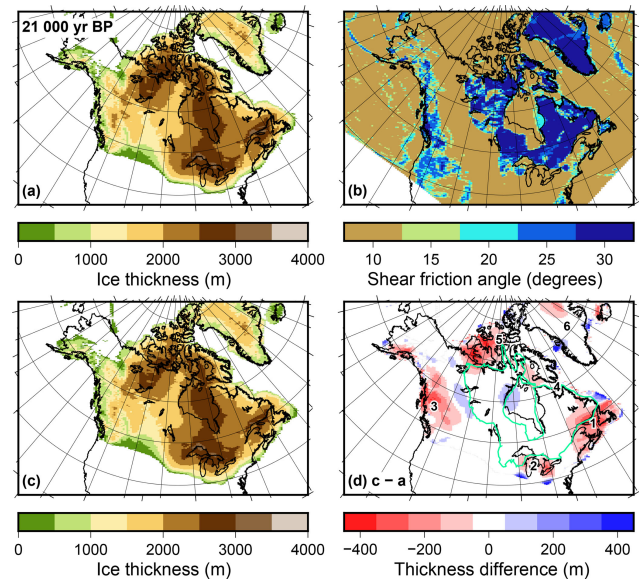 21 000 yr BP
(a)
(b)
0 1000 2000 3000 4000
Ice thickness (m)
10 15 20 25 30
Shear friction angle (degrees)
6
5
4
3
1
2
(c)
(d) c − a
0 1000 2000 3000 4000
Ice thickness (m)
−400 −200 0 200 400
Thickness difference (m)